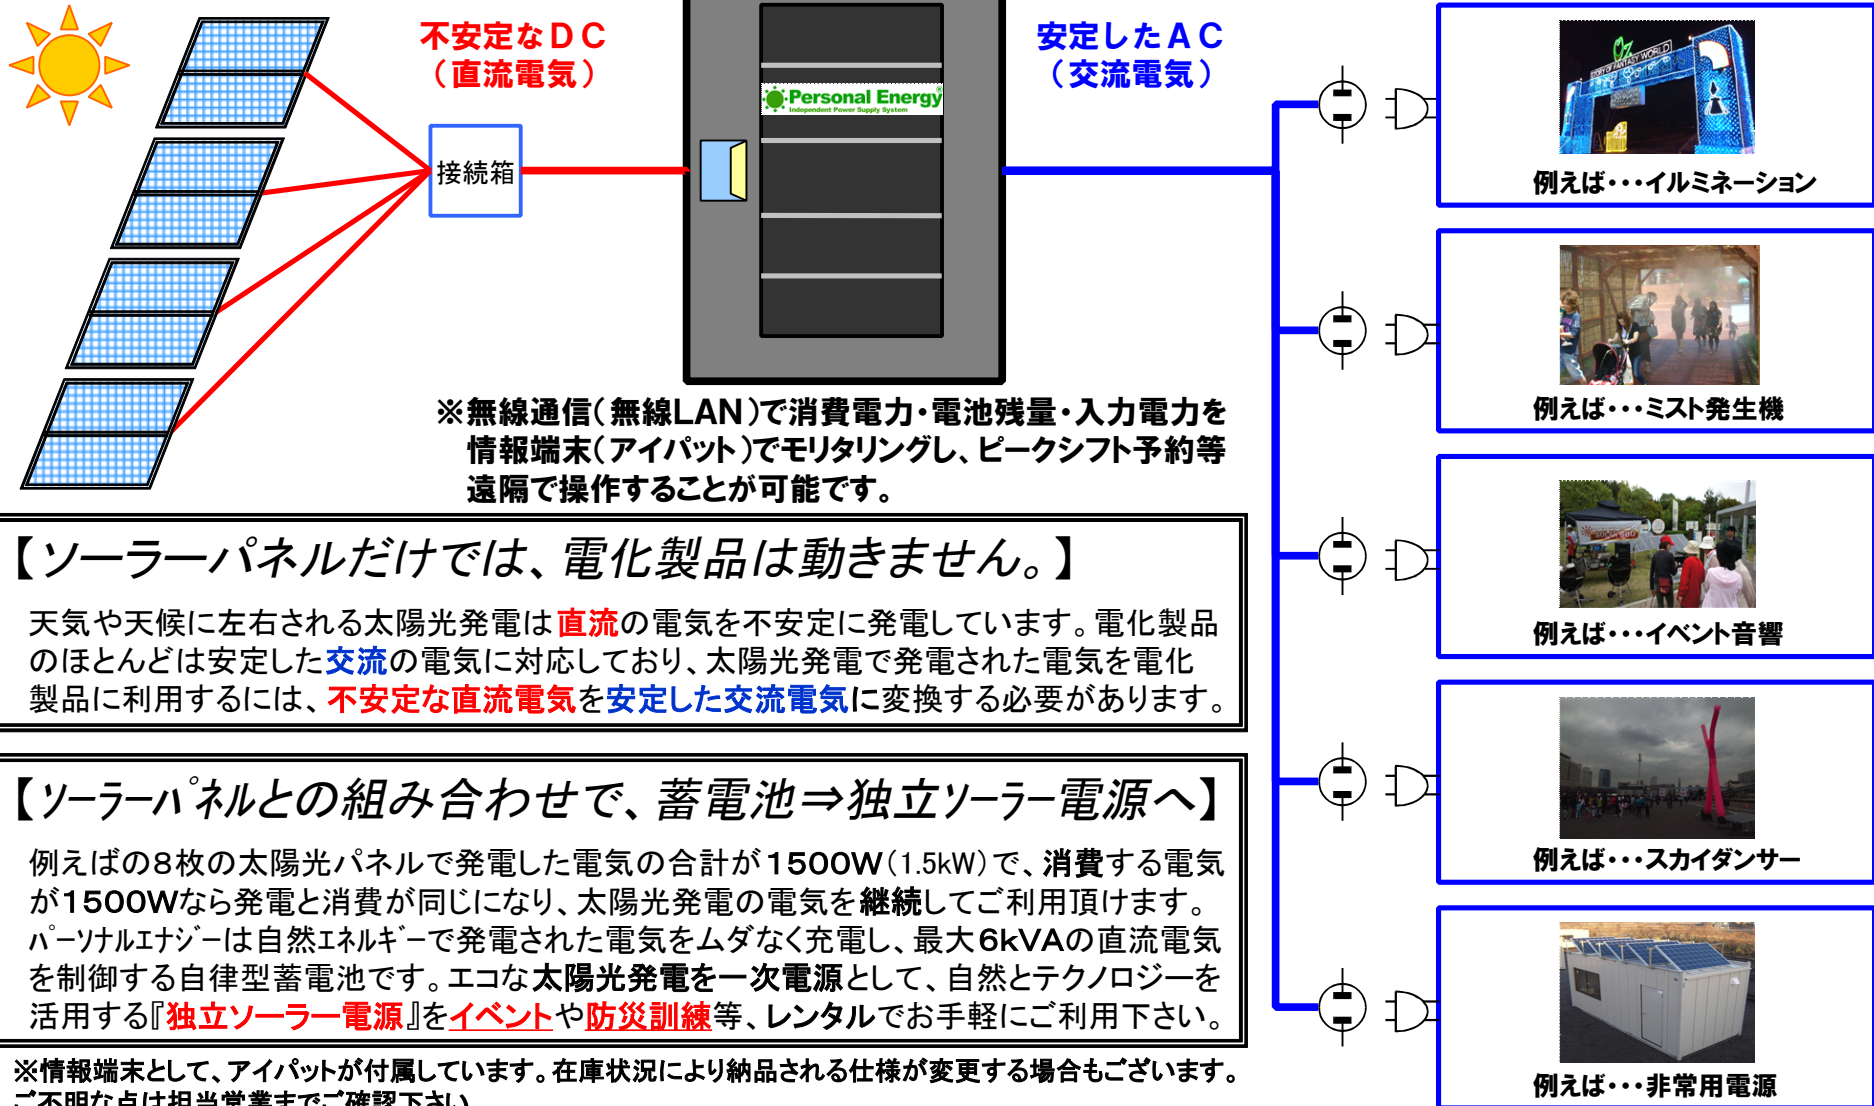 不安定なＤＣ
（直流電気）
接続箱
Personal Energy®
Independent Power Supply System
安定したＡＣ
（交流電気）
※無線通信（無線LAN）で消費電力・電池残量・入力電力を
情報端末（アイパット）でモリタリングし、ピークシフト予約等
遠隔で操作することが可能です。
【ソーラーパネルだけでは、電化製品は動きません。】
天気や天候に左右される太陽光発電は直流の電気を不安定に発電しています。電化製品
のほとんどは安定した交流の電気に対応しており、太陽光発電で発電された電気を電化
製品に利用するには、不安定な直流電気を安定した交流電気に変換する必要があります。
【ｿｰﾗｰﾊﾟﾈﾙとの組み合わせで、蓄電池⇒独立ｿｰﾗｰ電源へ】
例えばの８枚の太陽光パネルで発電した電気の合計が１５００Ｗ（1.5kW）で、消費する電気
が１５００Ｗなら発電と消費が同じになり、太陽光発電の電気を継続してご利用頂けます。
ﾊﾟｰｿﾅﾙｴﾅｼﾞｰは自然ｴﾈﾙｷﾞｰで発電された電気をムダなく充電し、最大６ｋVAの直流電気
を制御する自律型蓄電池です。エコな太陽光発電を一次電源として、自然とテクノロジーを
活用する『独立ソーラー電源』をイベントや防災訓練等、レンタルでお手軽にご利用下さい。
※情報端末として、アイパットが付属しています。在庫状況により納品される仕様が変更する場合もございます。
ご不明な点は担当営業までご確認下さい
OZ
STORY OF FANTASY WORLD
例えば・・・イルミネーション
例えば・・・ミスト発生機
SOLAR BBQ
例えば・・・イベント音響
例えば・・・スカイダンサー
例えば・・・非常用電源